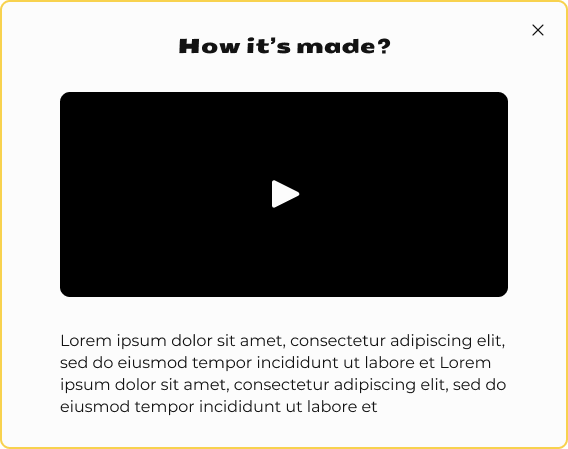 How it’s made?
Lorem ipsum dolor sit amet, consectetur adipiscing elit,
sed do eiusmod tempor incididunt ut labore et Lorem
ipsum dolor sit amet, consectetur adipiscing elit, sed do
eiusmod tempor incididunt ut labore et